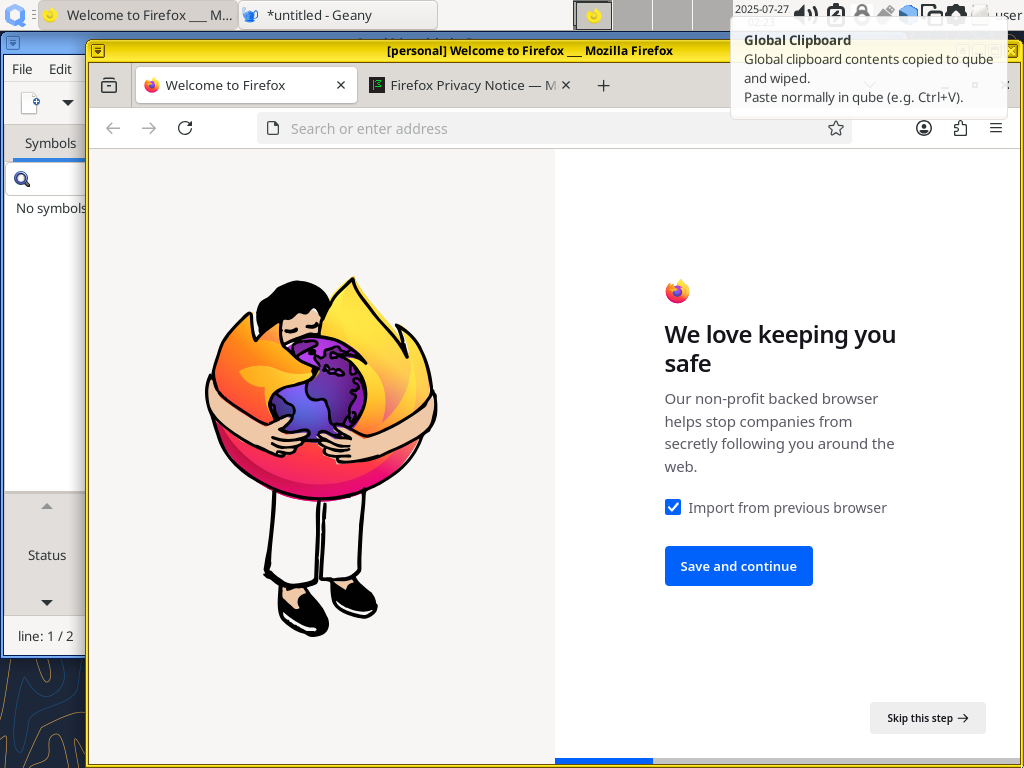 Welcome to Firefox ___ M...
*untitled - Geany
2025-07-27
02:23
user
Global Clipboard
Global clipboard contents copied to qube
and wiped.
Paste normally in qube (e.g. Ctrl+V).
[personal] Welcome to Firefox ___ Mozilla Firefox
File Edit
Welcome to Firefox
Firefox Privacy Notice — M
Search or enter address
Symbols
No symbols
Status
line: 1 / 2
We love keeping you
safe
Our non-profit backed browser
helps stop companies from
secretly following you around the
web.
Import from previous browser
Save and continue
Skip this step